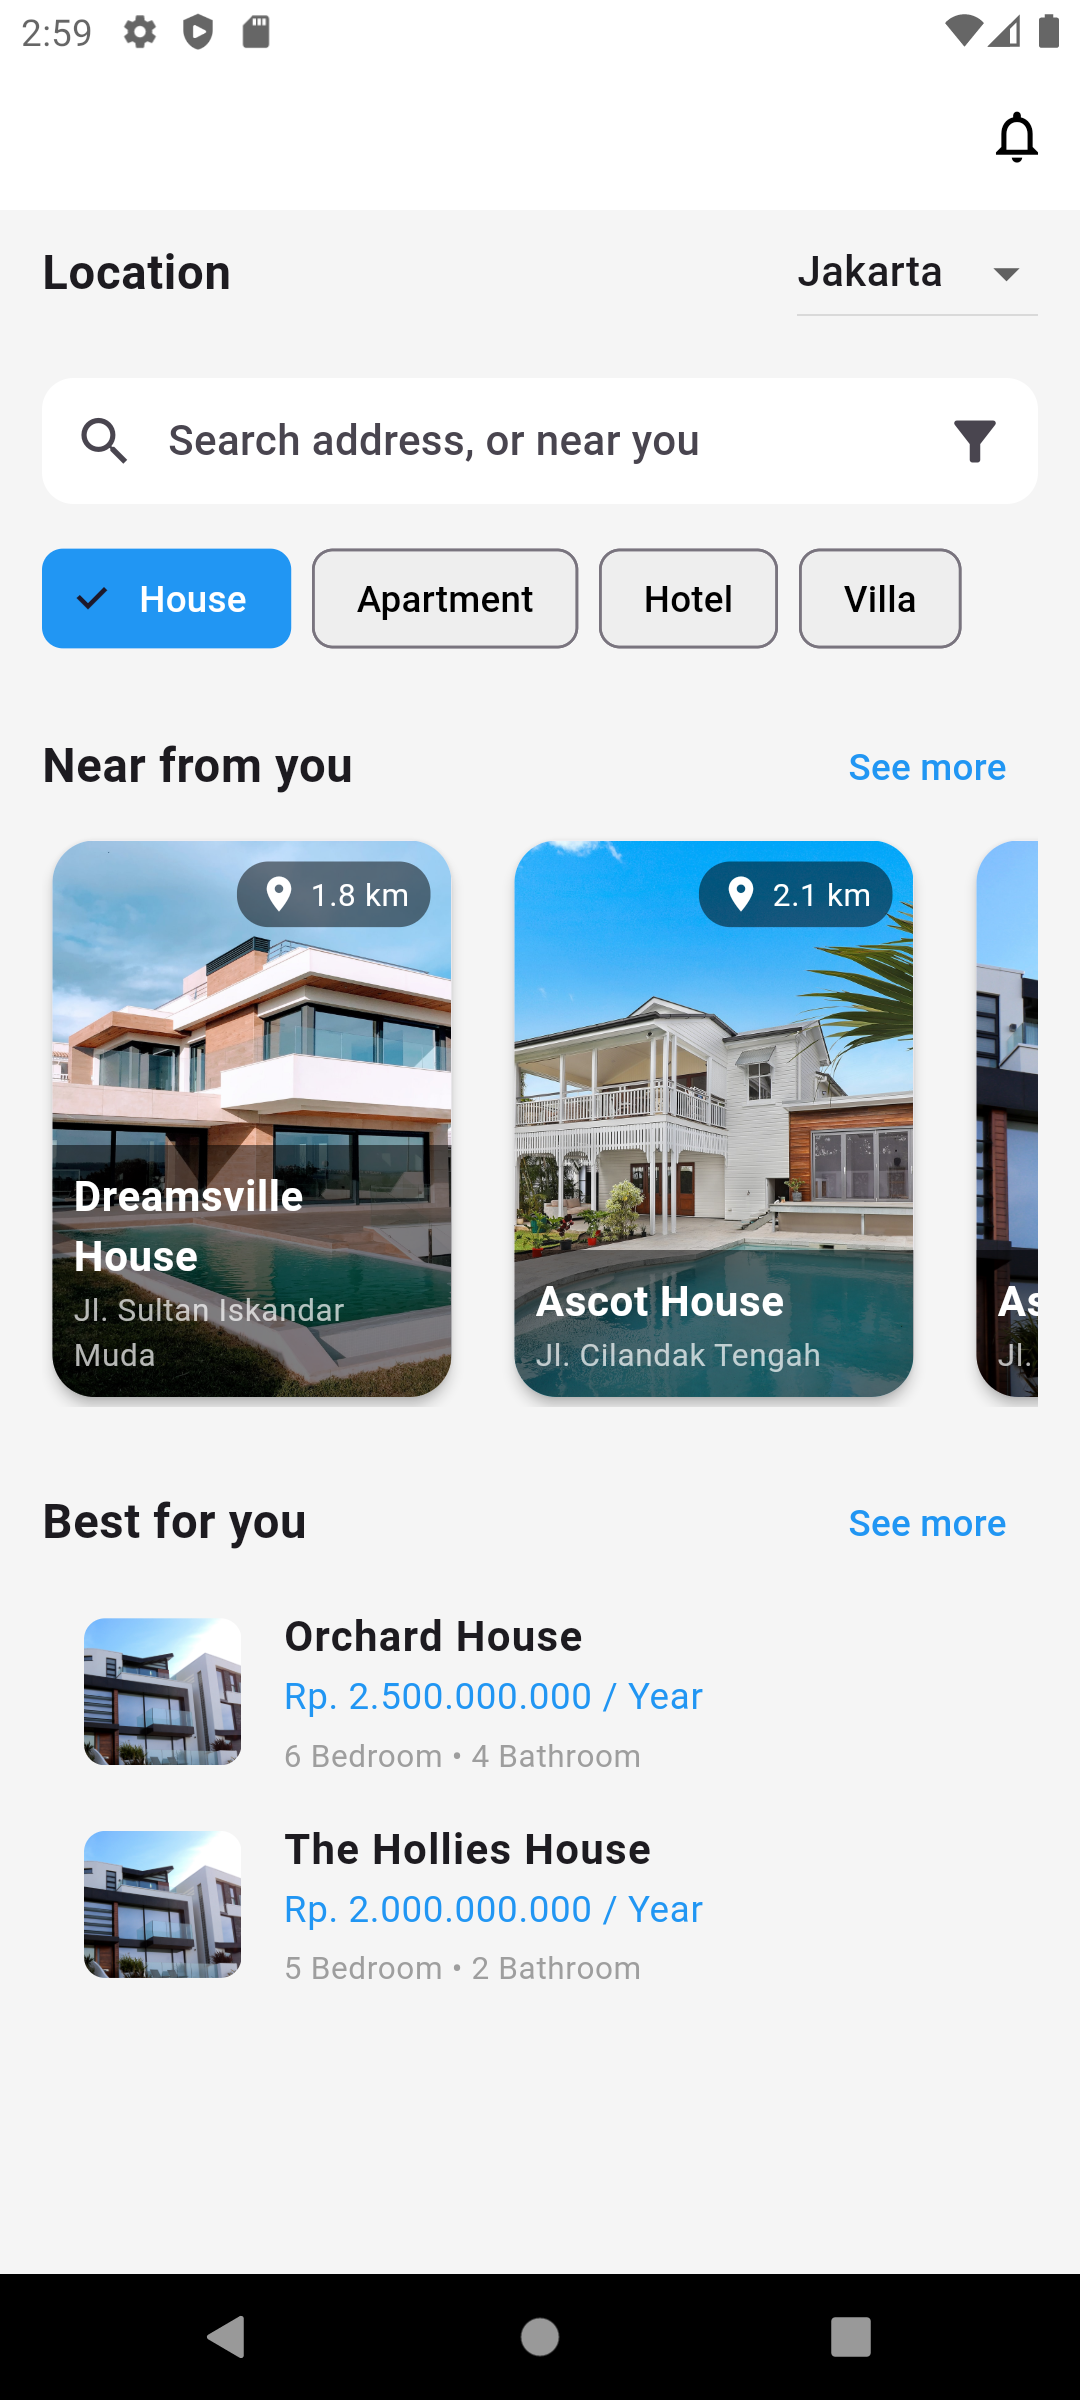 2:59
Location
Jakarta
Search address, or near you
House
Apartment
Hotel
Villa
Near from you
See more
1.8 km
Dreamsville
House
Jl. Sultan Iskandar
Muda
2.1 km
Ascot House
Jl. Cilandak Tengah
As
Jl.
Best for you
See more
Orchard House
Rp. 2.500.000.000 / Year
6 Bedroom • 4 Bathroom
The Hollies House
Rp. 2.000.000.000 / Year
5 Bedroom • 2 Bathroom